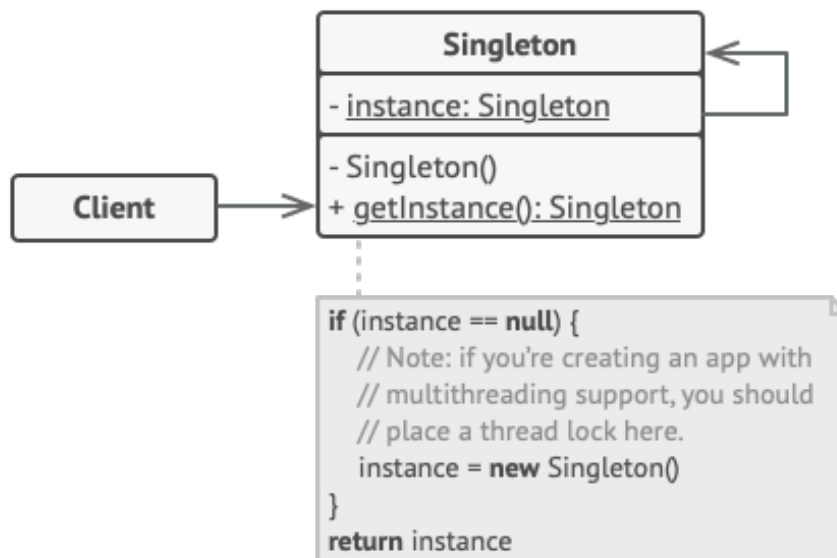 Singleton
- instance: Singleton
- Singleton()
+ getInstance(): Singleton
Client
if (instance == null) {
// Note: if you're creating an app with
// multithreading support, you should
// place a thread lock here.
instance = new Singleton()
}
return instance